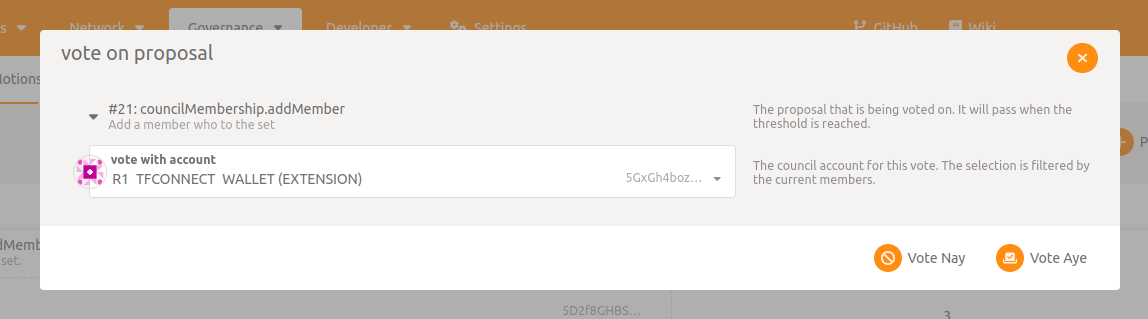 Network
Governance
Developer
Settings
GitHub
Wiki
vote on proposal
Motions
#21: councilMembership.addMember
Add a member who to the set
The proposal that is being voted on. It will pass when the
threshold is reached.
vote with account
R1 TFCONNECT WALLET (EXTENSION)
5GxGh4boz...
The council account for this vote. The selection is filtered by
the current members.
set.
Vote Nay
Vote Aye
5D2f8GHBS...
3